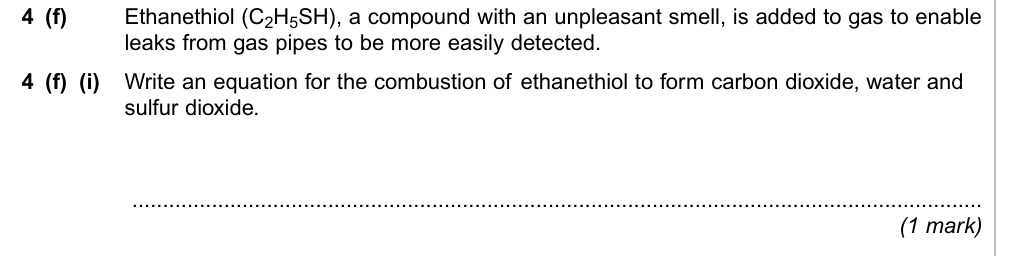 4 (f) Ethanethiol (C₂H₅SH), a compound with an unpleasant smell, is added to gas to enable
leaks from gas pipes to be more easily detected.
4 (f) (i) Write an equation for the combustion of ethanethiol to form carbon dioxide, water and
sulfur dioxide.
....................................................................................................................................................
(1 mark)